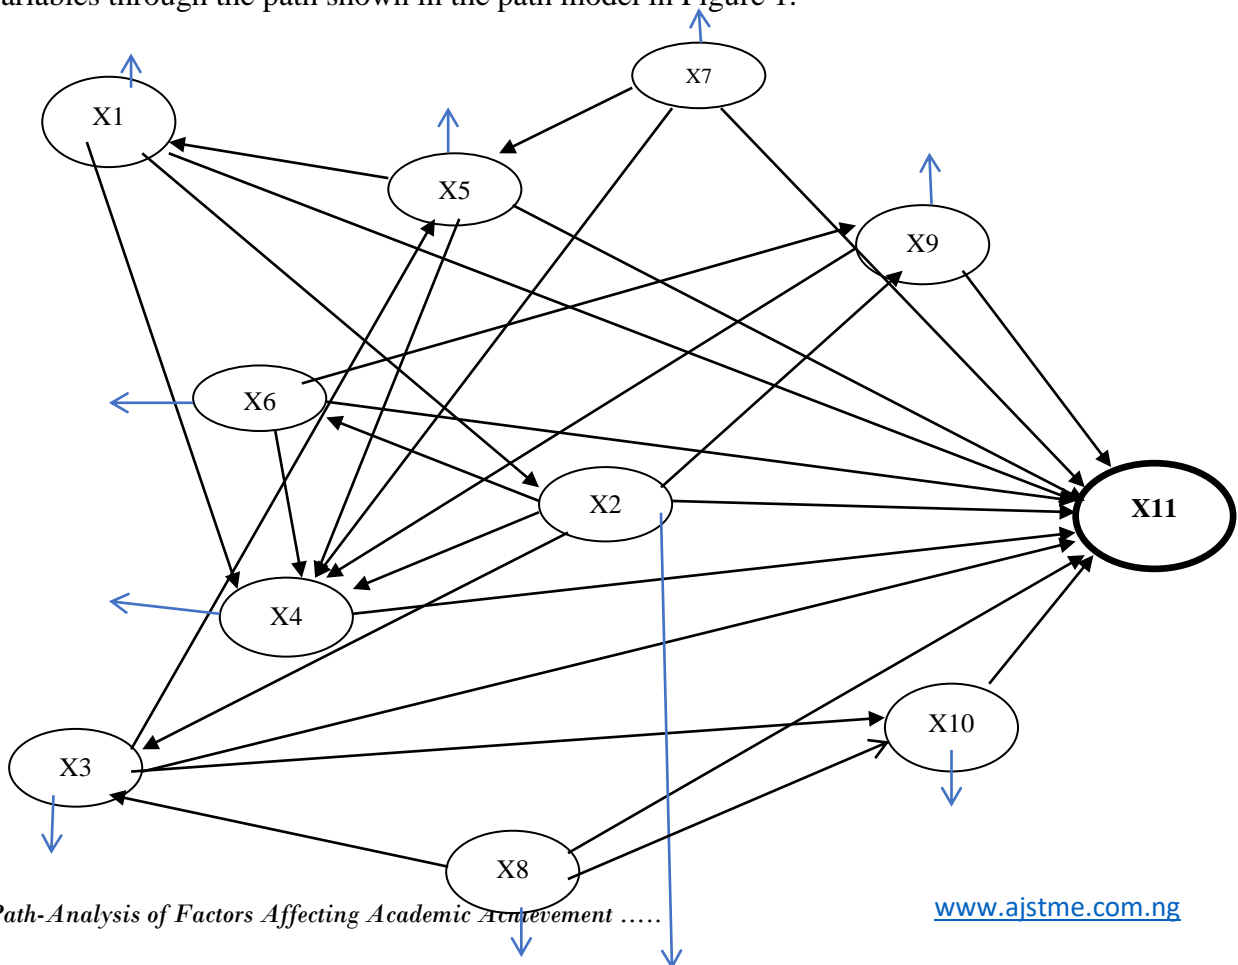 variables through the path shown in the path model in Figure 1.
X7
X1
X5
X9
X6
X2
X11
X4
X10
X3
X8
Path-Analysis of Factors Affecting Academic Achievement …..
www.ajstme.com.ng